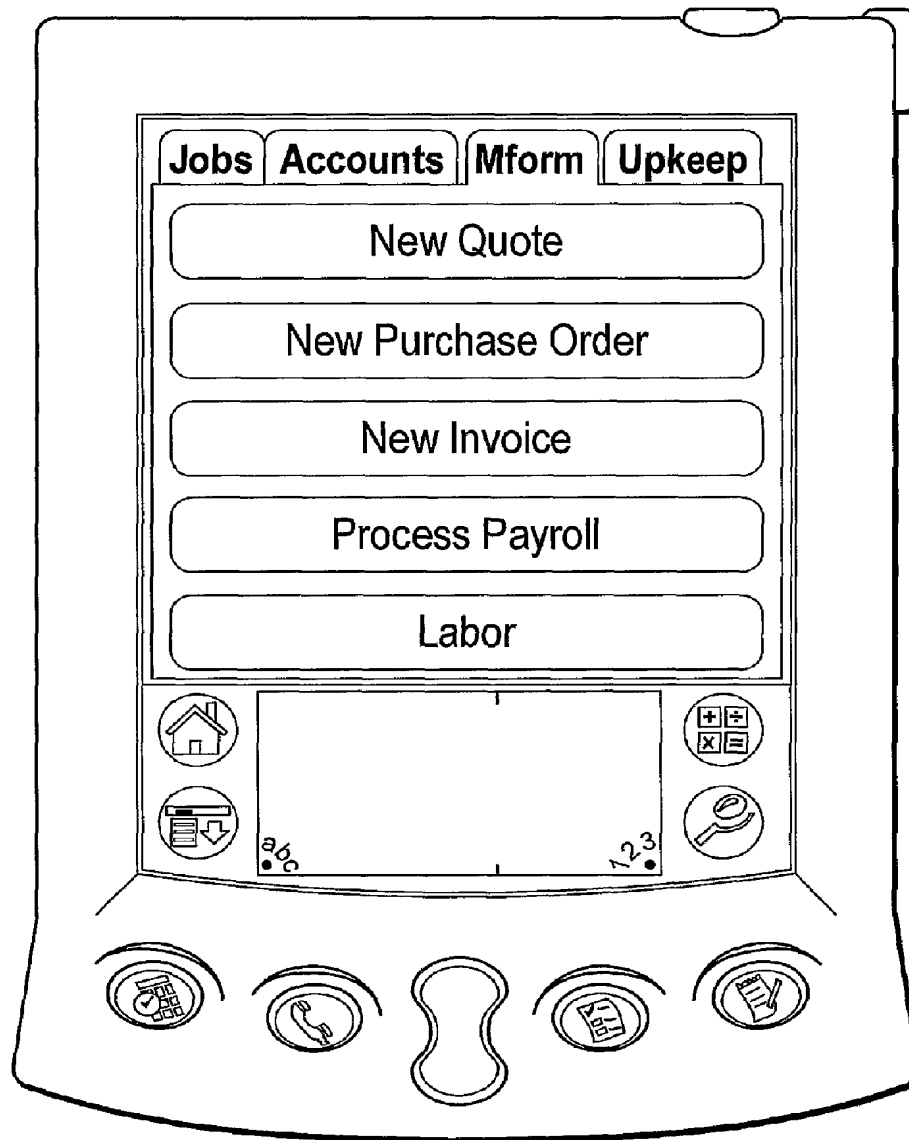 Jobs Accounts Mform Upkeep
New Quote
New Purchase Order
New Invoice
Process Payroll
Labor
+ ÷
x =
abc 123